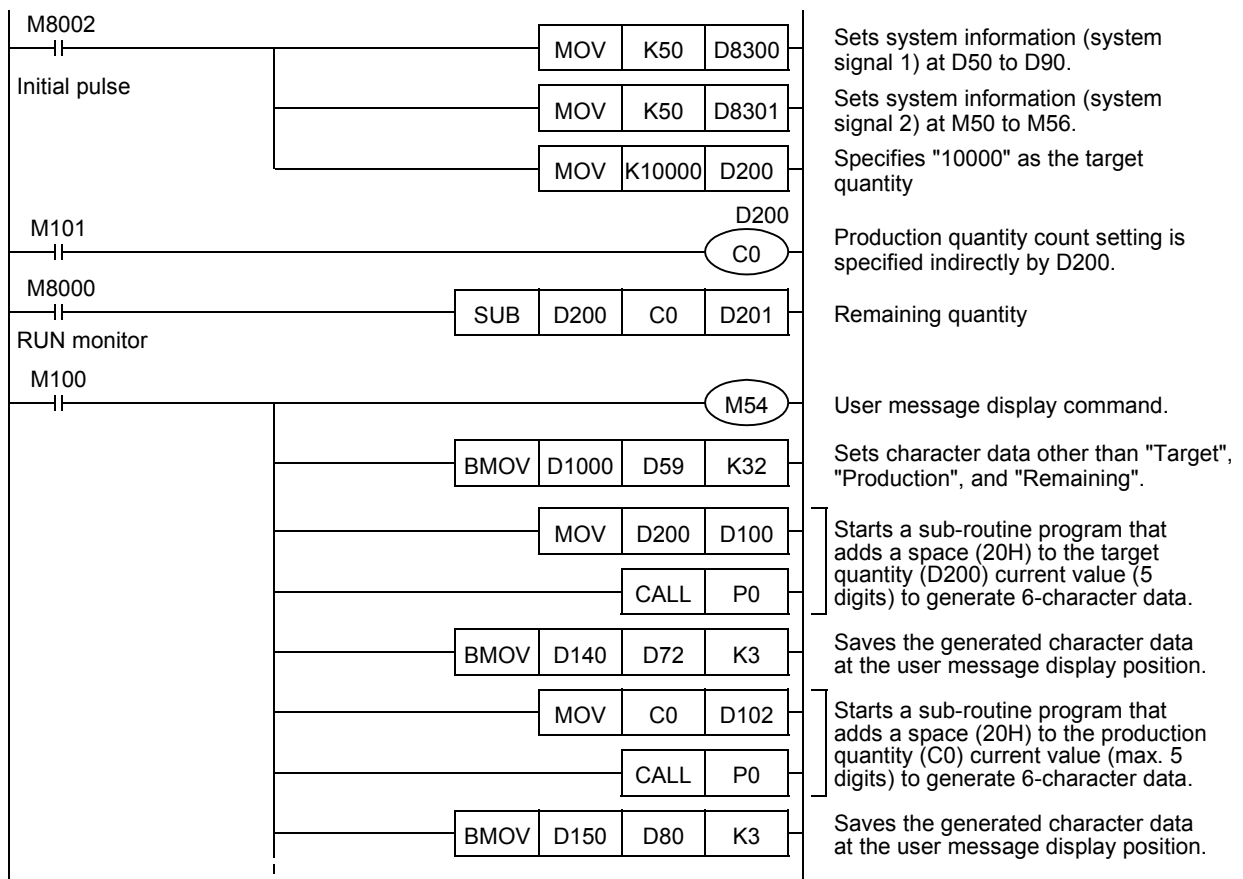 M8002
MOV K50 D8300
Sets system information (system
signal 1) at D50 to D90.
Initial pulse
MOV K50 D8301
Sets system information (system
signal 2) at M50 to M56.
MOV K10000 D200
Specifies "10000" as the target
quantity
M101
D200
C0
Production quantity count setting is
specified indirectly by D200.
M8000
SUB D200 C0 D201
Remaining quantity
RUN monitor
M100
M54
User message display command.
BMOV D1000 D59 K32
Sets character data other than "Target",
"Production", and "Remaining".
MOV D200 D100
CALL P0
Starts a sub-routine program that
adds a space (20H) to the target
quantity (D200) current value (5
digits) to generate 6-character data.
BMOV D140 D72 K3
Saves the generated character data
at the user message display position.
MOV C0 D102
CALL P0
Starts a sub-routine program that
adds a space (20H) to the production
quantity (C0) current value (max. 5
digits) to generate 6-character data.
BMOV D150 D80 K3
Saves the generated character data
at the user message display position.